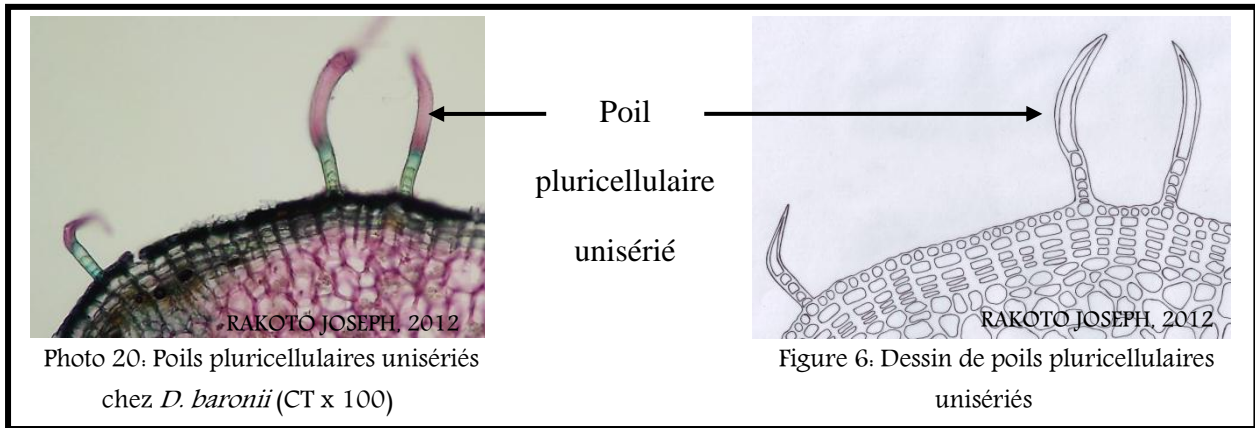 Poil
pluricellulaire
unisérié
RAKOTO JOSEPH, 2012
RAKOTO JOSEPH, 2012
Photo 20: Poils pluricellulaires unisériés
chez D. baronii (CT x 100)
Figure 6: Dessin de poils pluricellulaires
unisériés